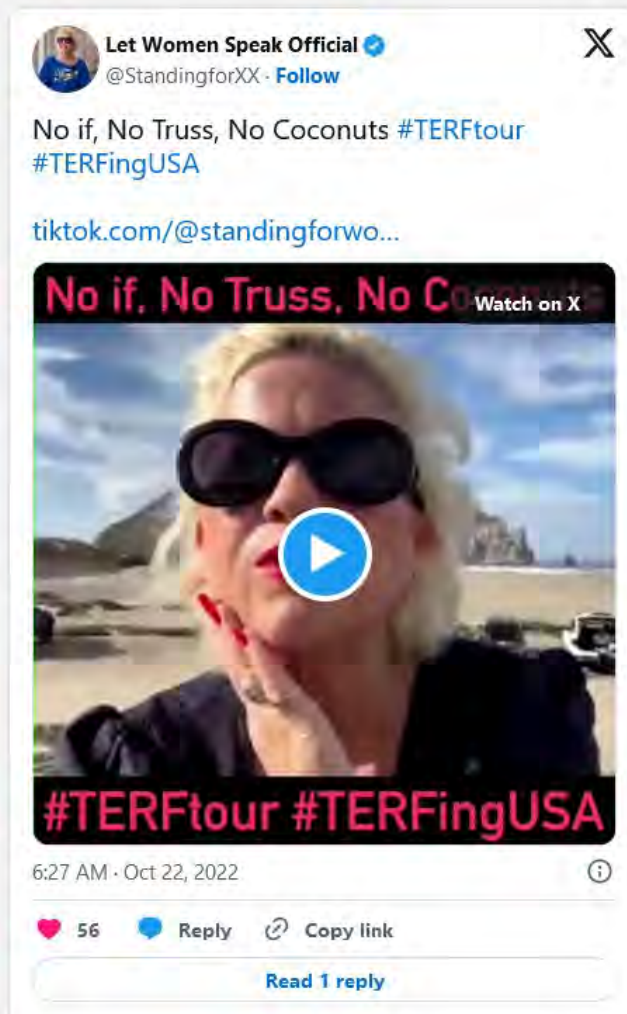 Let Women Speak Official
@StandingforXX · Follow
No if, No Truss, No Coconuts #TERFtour
#TERFingUSA
tiktok.com/@standingforwo...
No if, No Truss, No Coconuts
Watch on X
#TERFtour #TERFingUSA
6:27 AM · Oct 22, 2022
56 Reply Copy link
Read 1 reply